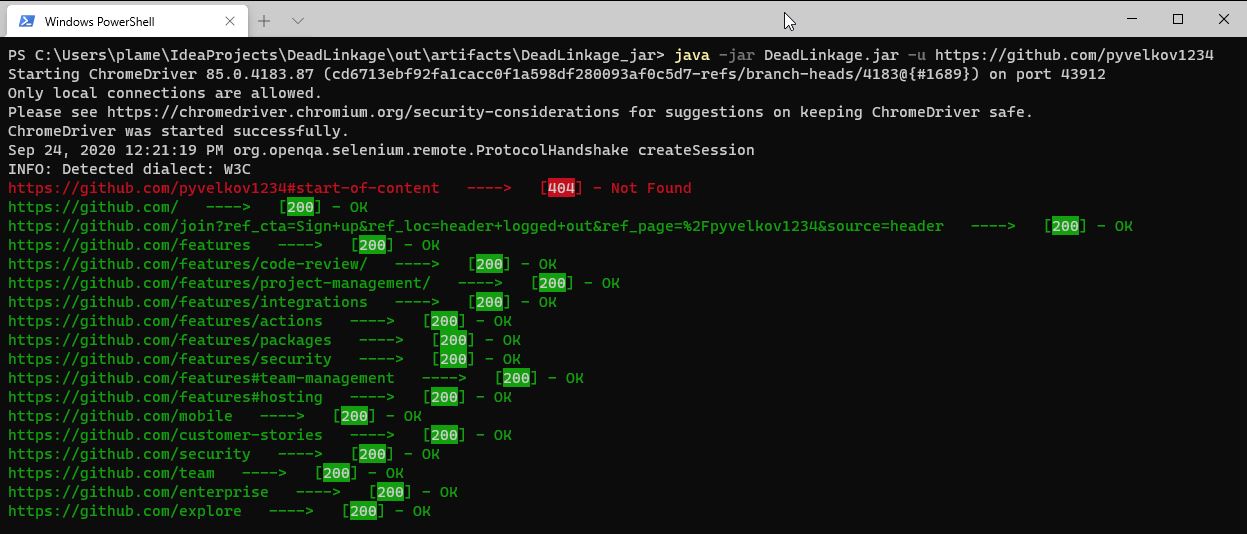 Windows PowerShell
PS C:\Users\plame\IdeaProjects\DeadLinkage\out\artifacts\DeadLinkage_jar> java -jar DeadLinkage.jar -u https://github.com/pyvelkov1234
Starting ChromeDriver 85.0.4183.87 (cd6713ebf92fa1cacc0f1a598df280093af0c5d7-refs/branch-heads/4183@{#1689}) on port 43912
Only local connections are allowed.
Please see https://chromedriver.chromium.org/security-considerations for suggestions on keeping ChromeDriver safe.
ChromeDriver was started successfully.
Sep 24, 2020 12:21:19 PM org.openqa.selenium.remote.ProtocolHandshake createSession
INFO: Detected dialect: W3C
https://github.com/pyvelkov1234#start-of-content   ---->   [404] - Not Found
https://github.com/   ---->   [200] - OK
https://github.com/join?ref_cta=Sign+up&ref_loc=header+logged+out&ref_page=%2Fpyvelkov1234&source=header   ---->   [200] - OK
https://github.com/features   ---->   [200] - OK
https://github.com/features/code-review/   ---->   [200] - OK
https://github.com/features/project-management/   ---->   [200] - OK
https://github.com/features/integrations   ---->   [200] - OK
https://github.com/features/actions   ---->   [200] - OK
https://github.com/features/packages   ---->   [200] - OK
https://github.com/features/security   ---->   [200] - OK
https://github.com/features#team-management   ---->   [200] - OK
https://github.com/features#hosting   ---->   [200] - OK
https://github.com/mobile   ---->   [200] - OK
https://github.com/customer-stories   ---->   [200] - OK
https://github.com/security   ---->   [200] - OK
https://github.com/team   ---->   [200] - OK
https://github.com/enterprise   ---->   [200] - OK
https://github.com/explore   ---->   [200] - OK